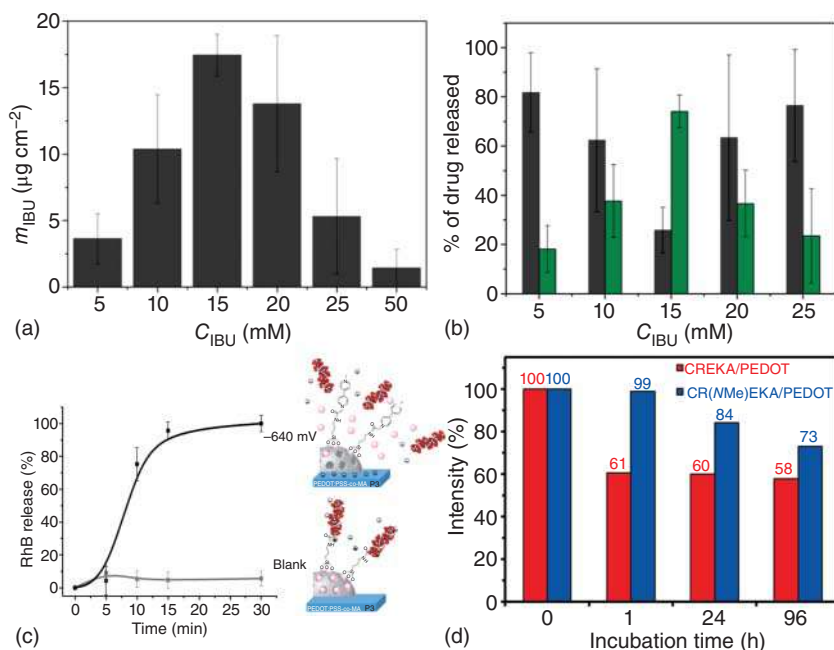 20
15
10
5
0
m_IBU (µg cm⁻²)
5 10 15 20 25 50
C_IBU (mM)
(a)
100
80
60
40
20
0
% of drug released
5 10 15 20 25
C_IBU (mM)
(b)
100
80
60
40
20
0
RhB release (%)
0 5 10 15 20 25 30
Time (min)
–640 mV
PEDOT:PSS-co-MA P3
Blank
PEDOT:PSS-co-MA P3
(c)
CREKA/PEDOT
CR(NMe)EKA/PEDOT
100
80
60
40
20
0
Intensity (%)
100 100
61 99
60 84
58 73
0 1 24 96
Incubation time (h)
(d)